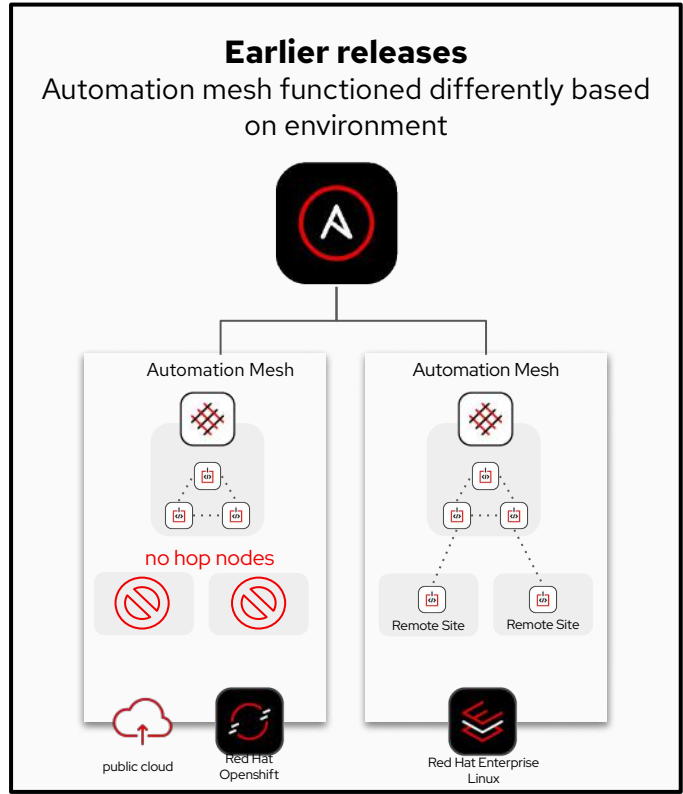 Earlier releases
Automation mesh functioned differently based
on environment
Automation Mesh
no hop nodes
public cloud
Red Hat
Openshift
Automation Mesh
Remote Site
Remote Site
Red Hat Enterprise
Linux